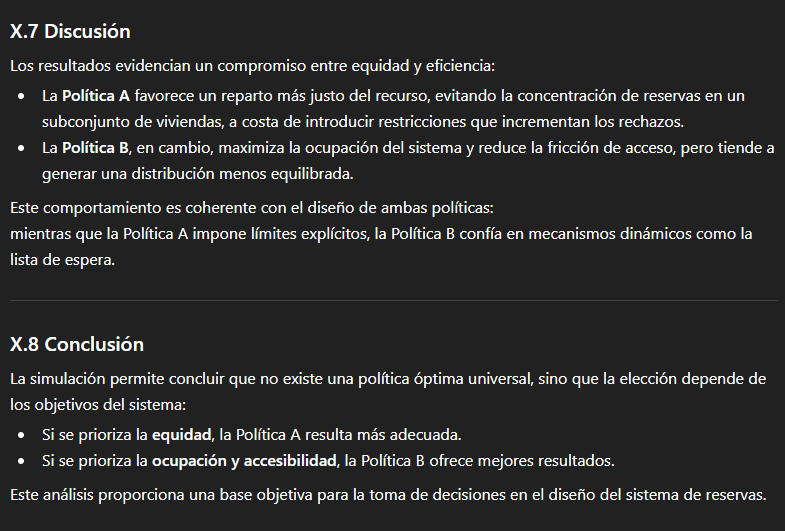 X.7 Discusión
Los resultados evidencian un compromiso entre equidad y eficiencia:
• La Política A favorece un reparto más justo del recurso, evitando la concentración de reservas en un
subconjunto de viviendas, a costa de introducir restricciones que incrementan los rechazos.
• La Política B, en cambio, maximiza la ocupación del sistema y reduce la fricción de acceso, pero tiende a
generar una distribución menos equilibrada.
Este comportamiento es coherente con el diseño de ambas políticas:
mientras que la Política A impone límites explícitos, la Política B confía en mecanismos dinámicos como la
lista de espera.
X.8 Conclusión
La simulación permite concluir que no existe una política óptima universal, sino que la elección depende de
los objetivos del sistema:
• Si se prioriza la equidad, la Política A resulta más adecuada.
• Si se prioriza la ocupación y accesibilidad, la Política B ofrece mejores resultados.
Este análisis proporciona una base objetiva para la toma de decisiones en el diseño del sistema de reservas.